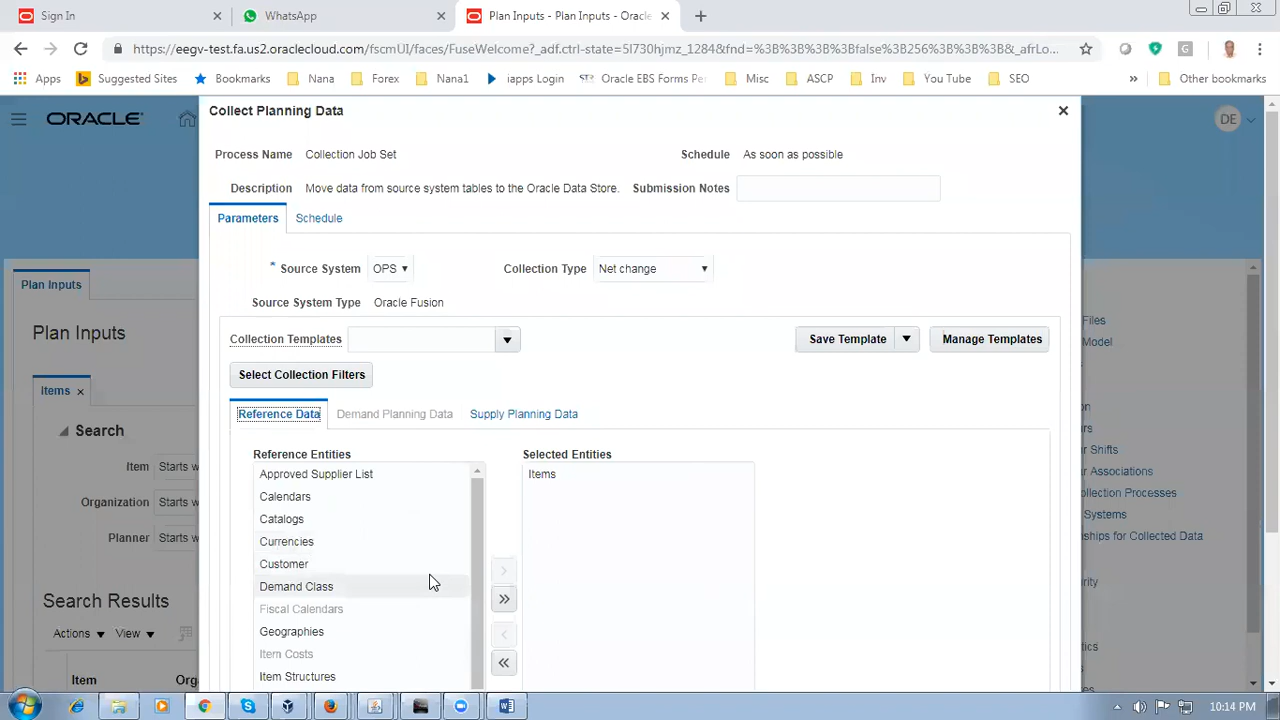 Sign In
WhatsApp
Plan Inputs - Plan Inputs - Oracle
https://eegv-test.fa.us2.oraclecloud.com/fscmUI/faces/FuseWelcome?_adf.ctrl-state=5l730hjmz_1284&fnd=%3B%3B%3B%3Bfalse%3B256%3B%3B%3B&_afrLo...
Apps
Suggested Sites
Bookmarks
Nana
Forex
Nana1
iapps Login
Oracle EBS Forms Per
Misc
ASCP
Inv
You Tube
SEO
»
Other bookmarks
Collect Planning Data
ORACLE
DE
Process Name Collection Job Set
Schedule As soon as possible
Description Move data from source system tables to the Oracle Data Store.
Submission Notes
Parameters
Schedule
* Source System OPS
Collection Type Net change
Source System Type Oracle Fusion
Collection Templates
Save Template
Manage Templates
Select Collection Filters
Reference Data
Demand Planning Data
Supply Planning Data
Reference Entities
Approved Supplier List
Calendars
Catalogs
Currencies
Customer
Demand Class
Fiscal Calendars
Geographies
Item Costs
Item Structures
Selected Entities
Items
Plan Inputs
Plan Inputs
Items
Search
Item Starts w
Organization Starts w
Planner Starts w
Search Results
Actions
View
Item
Files
Model
Shifts
Associations
ollection Processes
Systems
ships for Collected Data
10:14 PM